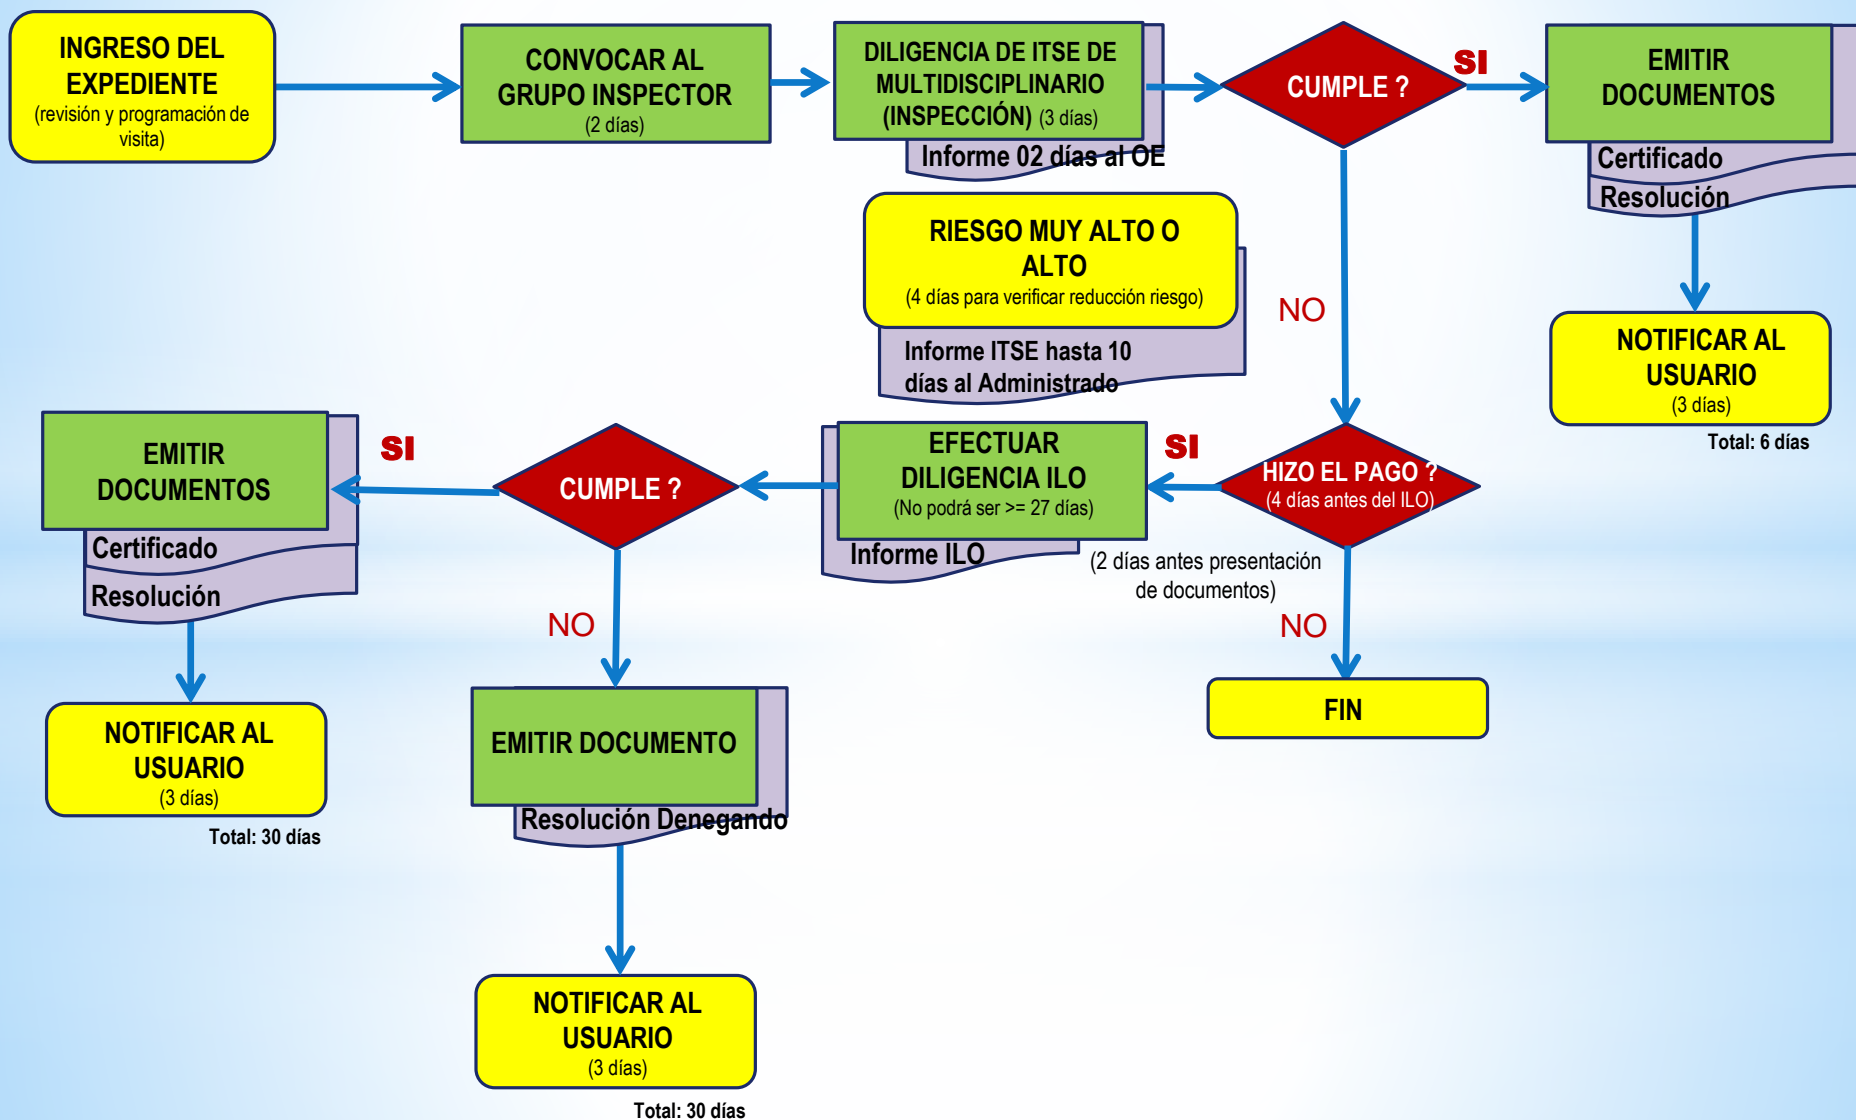 INGRESO DEL
EXPEDIENTE
(revisión y programación de
visita)
CONVOCAR AL
GRUPO INSPECTOR
(2 días)
DILIGENCIA DE ITSE DE
MULTIDISCIPLINARIO
(INSPECCIÓN) (3 días)
Informe 02 días al OE
CUMPLE ?
SI
EMITIR
DOCUMENTOS
Certificado
Resolución
NOTIFICAR AL
USUARIO
(3 días)
Total: 6 días
RIESGO MUY ALTO O
ALTO
(4 días para verificar reducción riesgo)
Informe ITSE hasta 10
días al Administrado
NO
HIZO EL PAGO ?
(4 días antes del ILO)
SI
EFECTUAR
DILIGENCIA ILO
(No podrá ser >= 27 días)
Informe ILO
(2 días antes presentación
de documentos)
NO
FIN
CUMPLE ?
SI
EMITIR
DOCUMENTOS
Certificado
Resolución
NOTIFICAR AL
USUARIO
(3 días)
Total: 30 días
NO
EMITIR DOCUMENTO
Resolución Denegando
NOTIFICAR AL
USUARIO
(3 días)
Total: 30 días